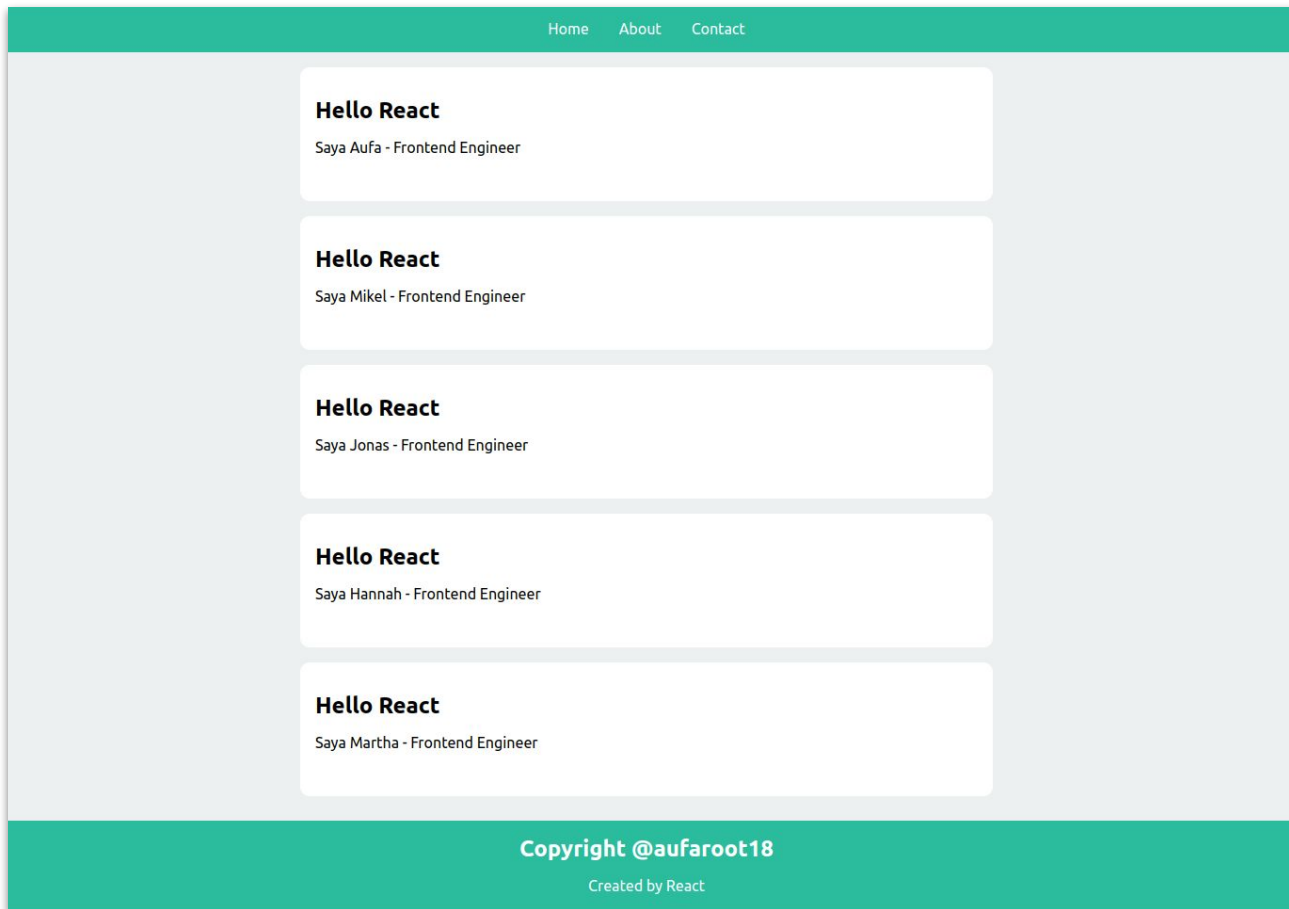 Home About Contact
Hello React
Saya Aufa - Frontend Engineer
Hello React
Saya Mikel - Frontend Engineer
Hello React
Saya Jonas - Frontend Engineer
Hello React
Saya Hannah - Frontend Engineer
Hello React
Saya Martha - Frontend Engineer
Copyright @aufaroot18
Created by React